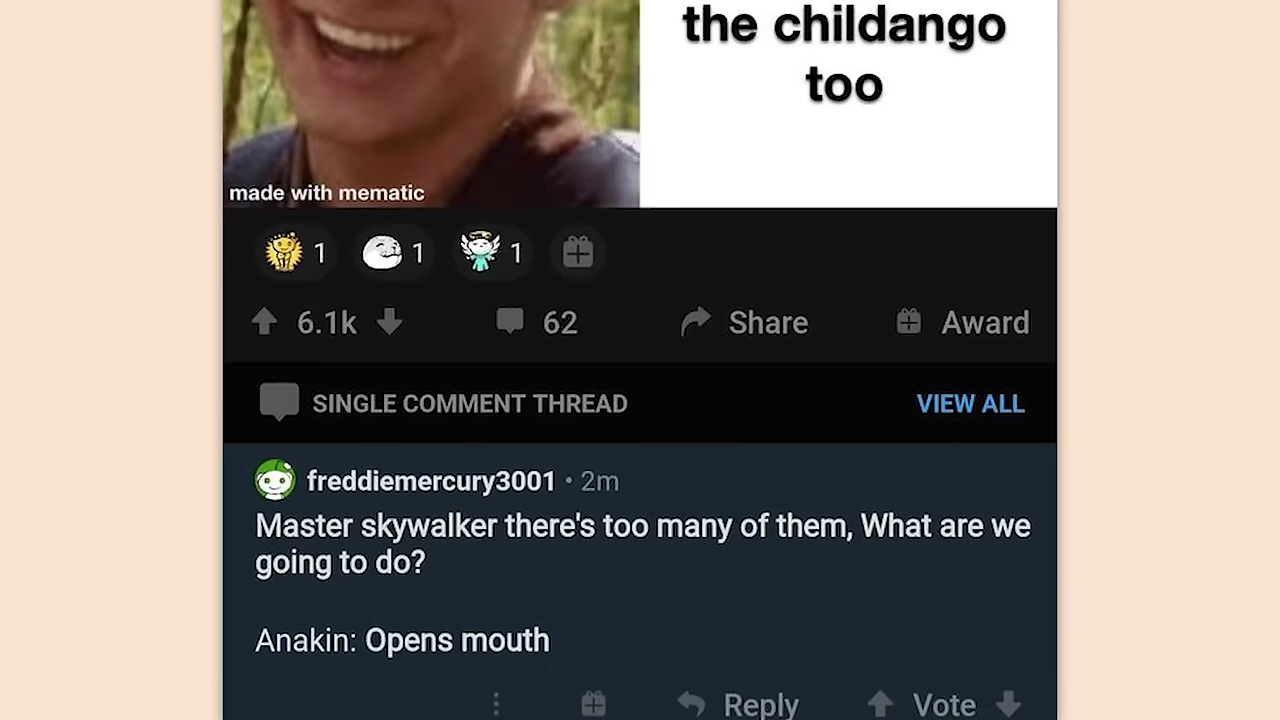 the childango
too
made with mematic
1 1 1
6.1k 62 Share Award
SINGLE COMMENT THREAD VIEW ALL
freddiemercury3001 • 2m
Master skywalker there's too many of them, What are we
going to do?
Anakin: Opens mouth
Reply Vote